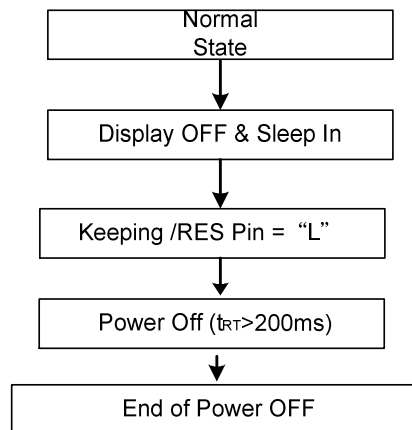 Normal
State
Display OFF & Sleep In
Keeping /RES Pin = “L”
Power Off (tRT>200ms)
End of Power OFF